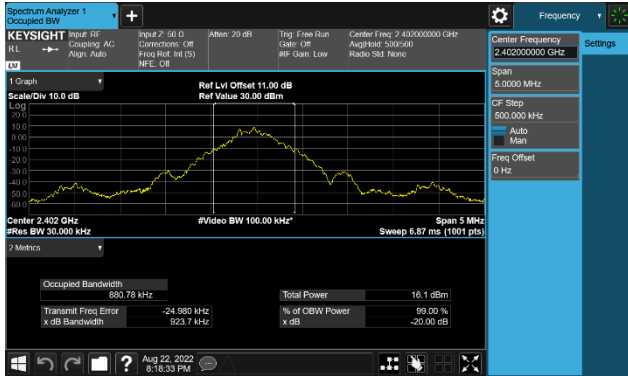 Spectrum Analyzer 1
Occupied BW
+
Frequency
KEYSIGHT Input: RF Input Z: 50 Ω Atten: 20 dB Trig: Free Run Center Freq: 2.402000000 GHz
RL Coupling: AC Corrections: Off Gate: Off Avg|Hold: 500/500
Align: Auto Freq Ref: Int (S) #IF Gain: Low Radio Std: None
NFE: Off
LXI
Center Frequency
2.402000000 GHz
Settings
Span
5.0000 MHz
CF Step
500.000 kHz
Auto
Man
Freq Offset
0 Hz
1 Graph
Ref Lvl Offset 11.00 dB
Scale/Div 10.0 dB Ref Value 30.00 dBm
Log
20.0
10.0
0.00
-10.0
-20.0
-30.0
-40.0
-50.0
-60.0
Center 2.402 GHz #Video BW 100.00 kHz* Span 5 MHz
#Res BW 30.000 kHz Sweep 6.87 ms (1001 pts)
2 Metrics
Occupied Bandwidth
880.78 kHz Total Power 16.1 dBm
Transmit Freq Error -24.980 kHz % of OBW Power 99.00 %
x dB Bandwidth 923.7 kHz x dB -20.00 dB
? Aug 22, 2022
8:18:33 PM